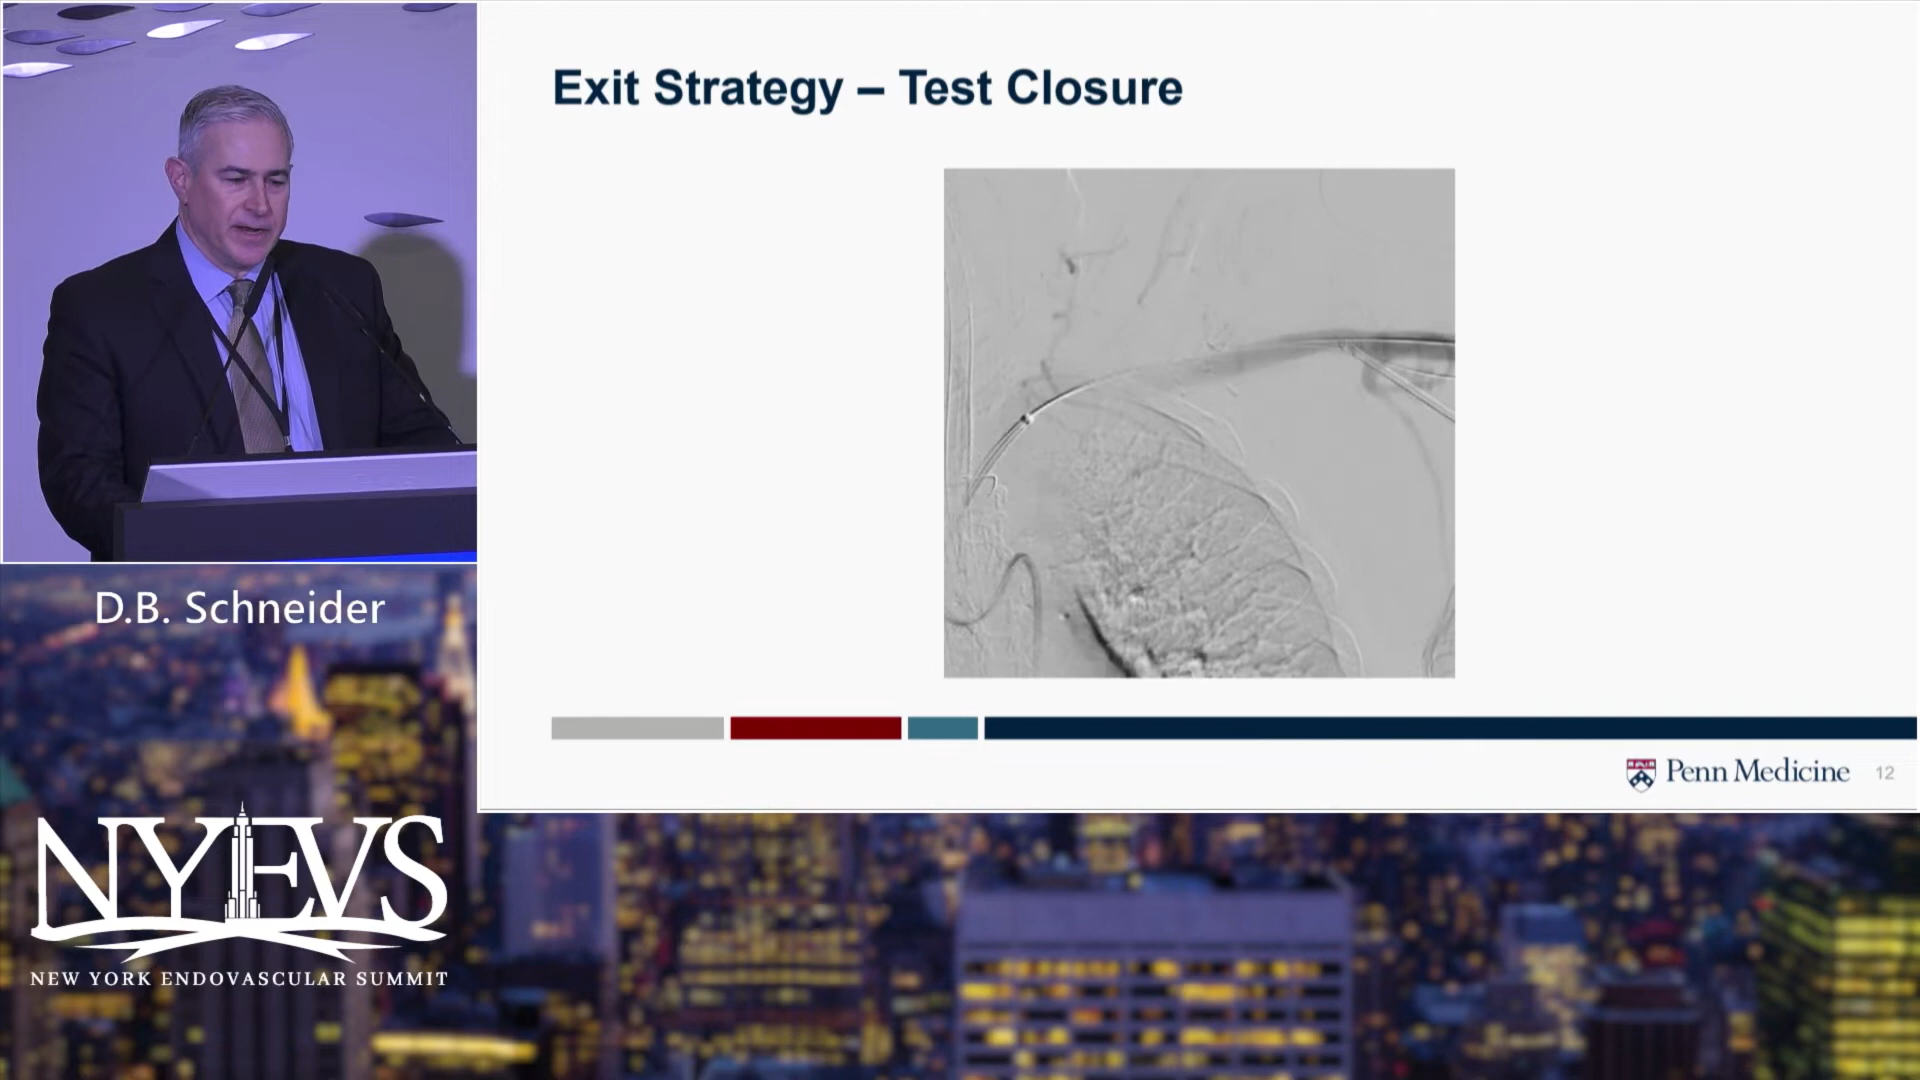 Exit Strategy – Test Closure
D.B. Schneider
Penn Medicine 12
NYEVS
NEW YORK ENDOVASCULAR SUMMIT